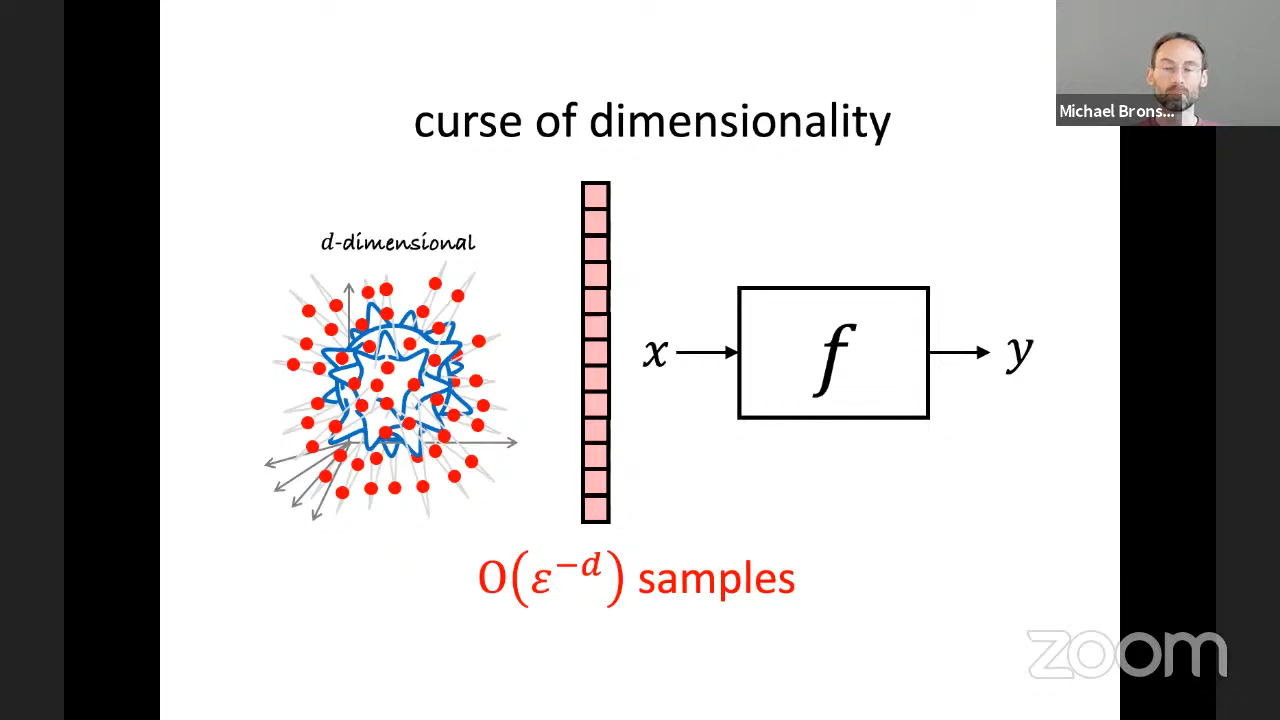 Michael Brons...
curse of dimensionality
d-dimensional
x
f
y
O(ε⁻ᵈ) samples
zoom